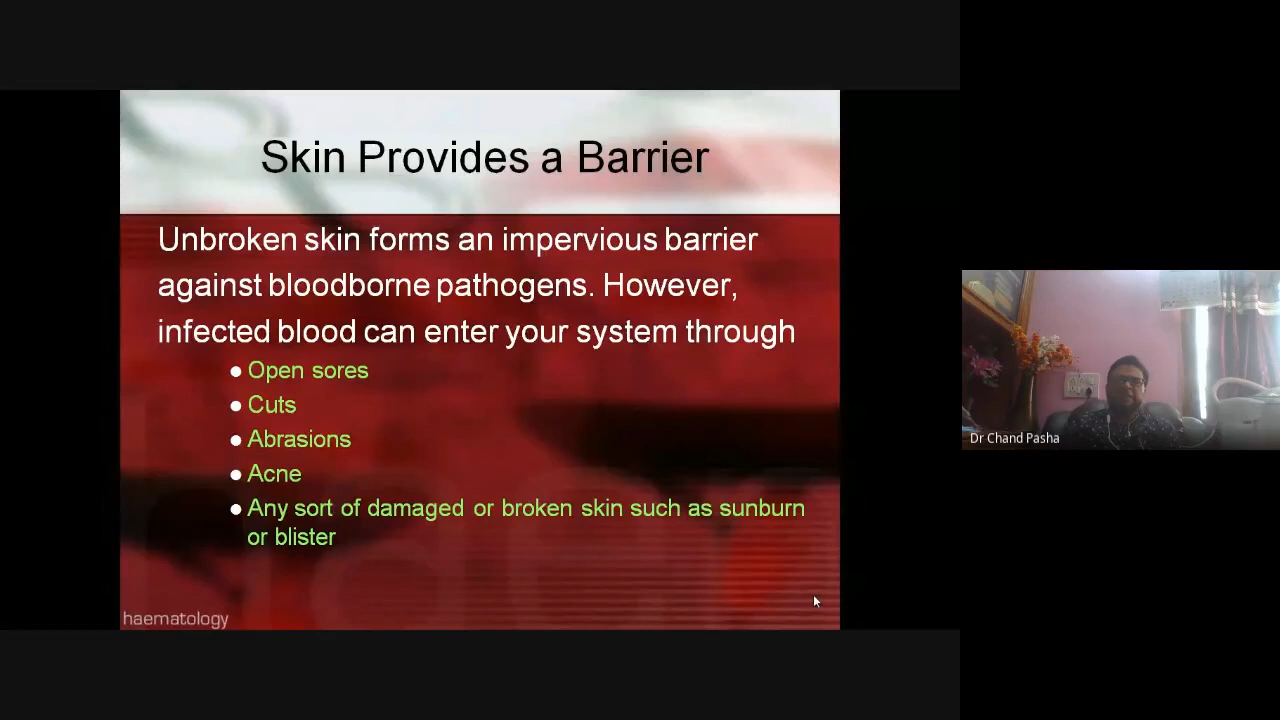 Skin Provides a Barrier
Unbroken skin forms an impervious barrier
against bloodborne pathogens. However,
infected blood can enter your system through
● Open sores
● Cuts
● Abrasions
● Acne
● Any sort of damaged or broken skin such as sunburn
or blister
haematology
Dr Chand Pasha